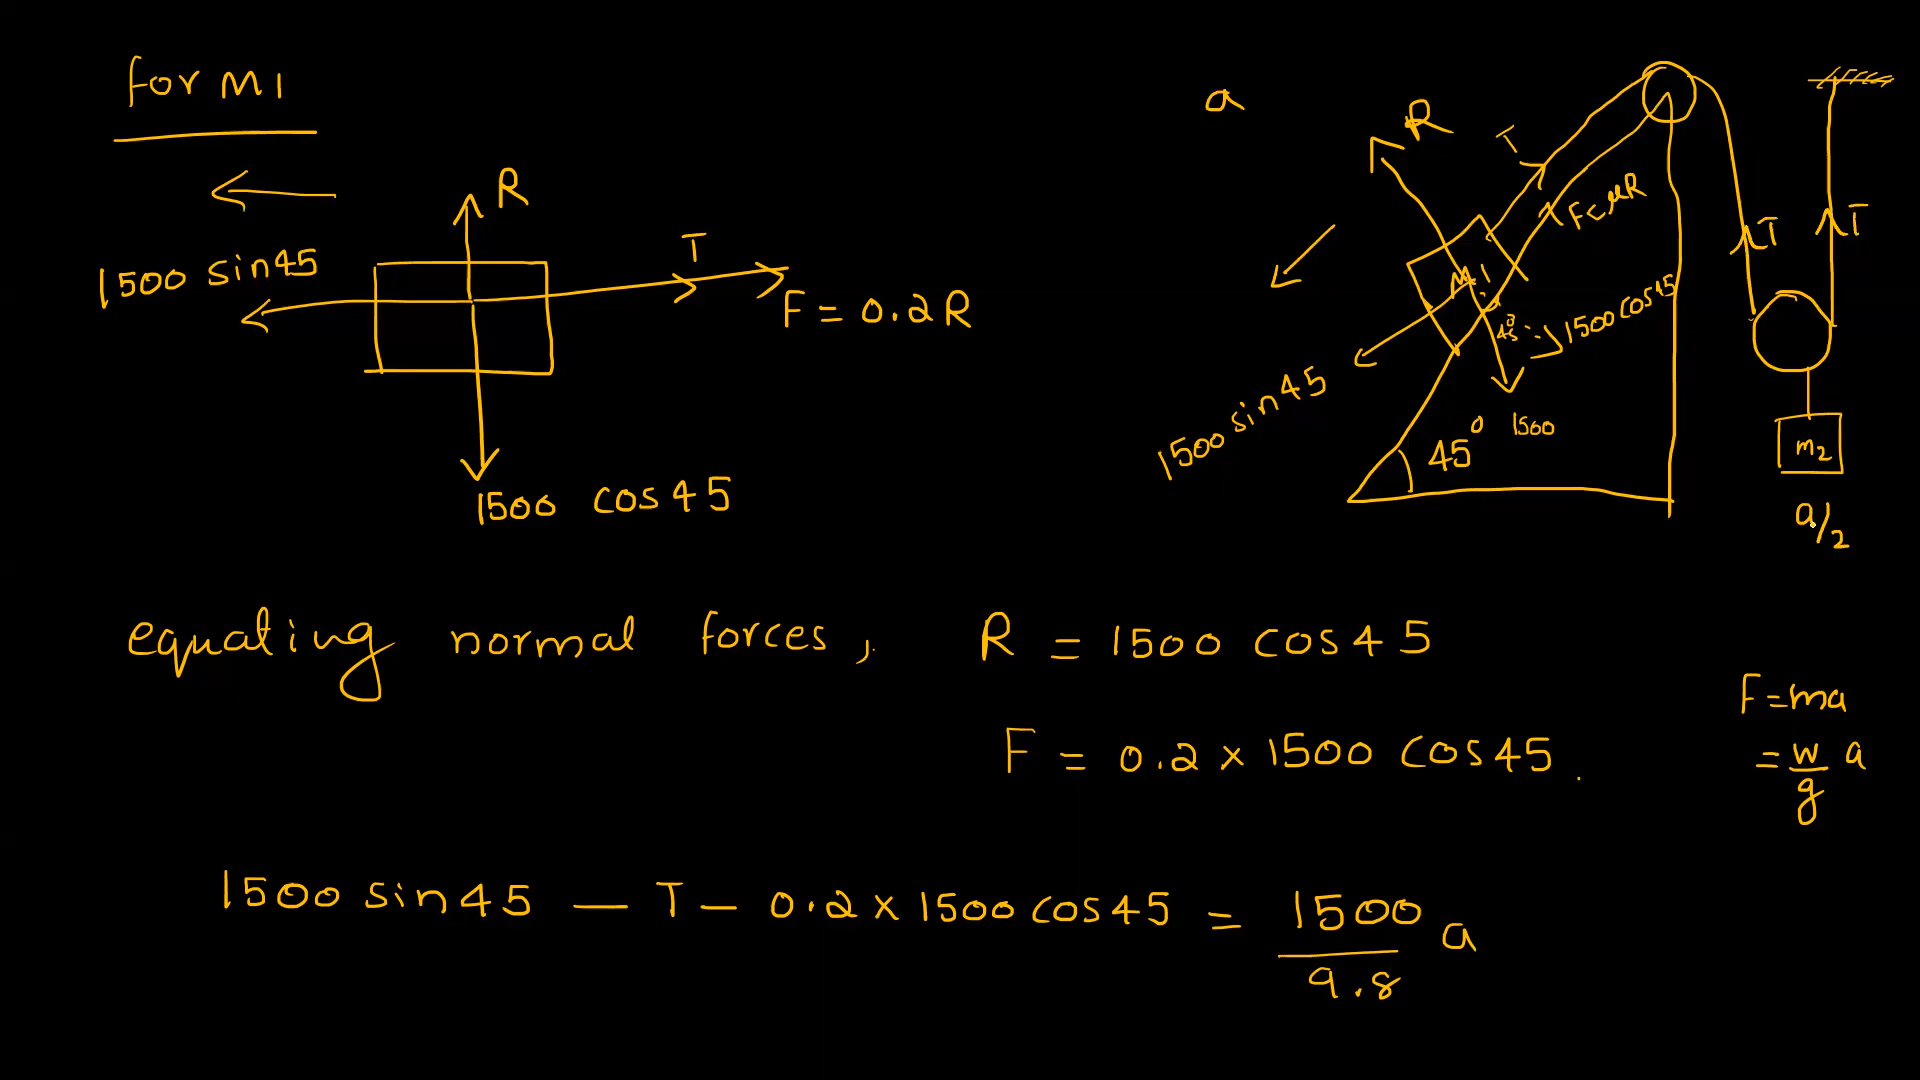 for M1
a
R
T
F = μR
T
T
M1
45°
1500 cos45
1500 sin45
45°
1500
m2
a/2
R
1500 sin45
T
F = 0.2R
1500 cos45
equating normal forces, R = 1500 cos45
F = 0.2 x 1500 cos45.
F = ma
= w/g a
1500 sin45 — T — 0.2 x 1500 cos45 = 1500/9.8 a